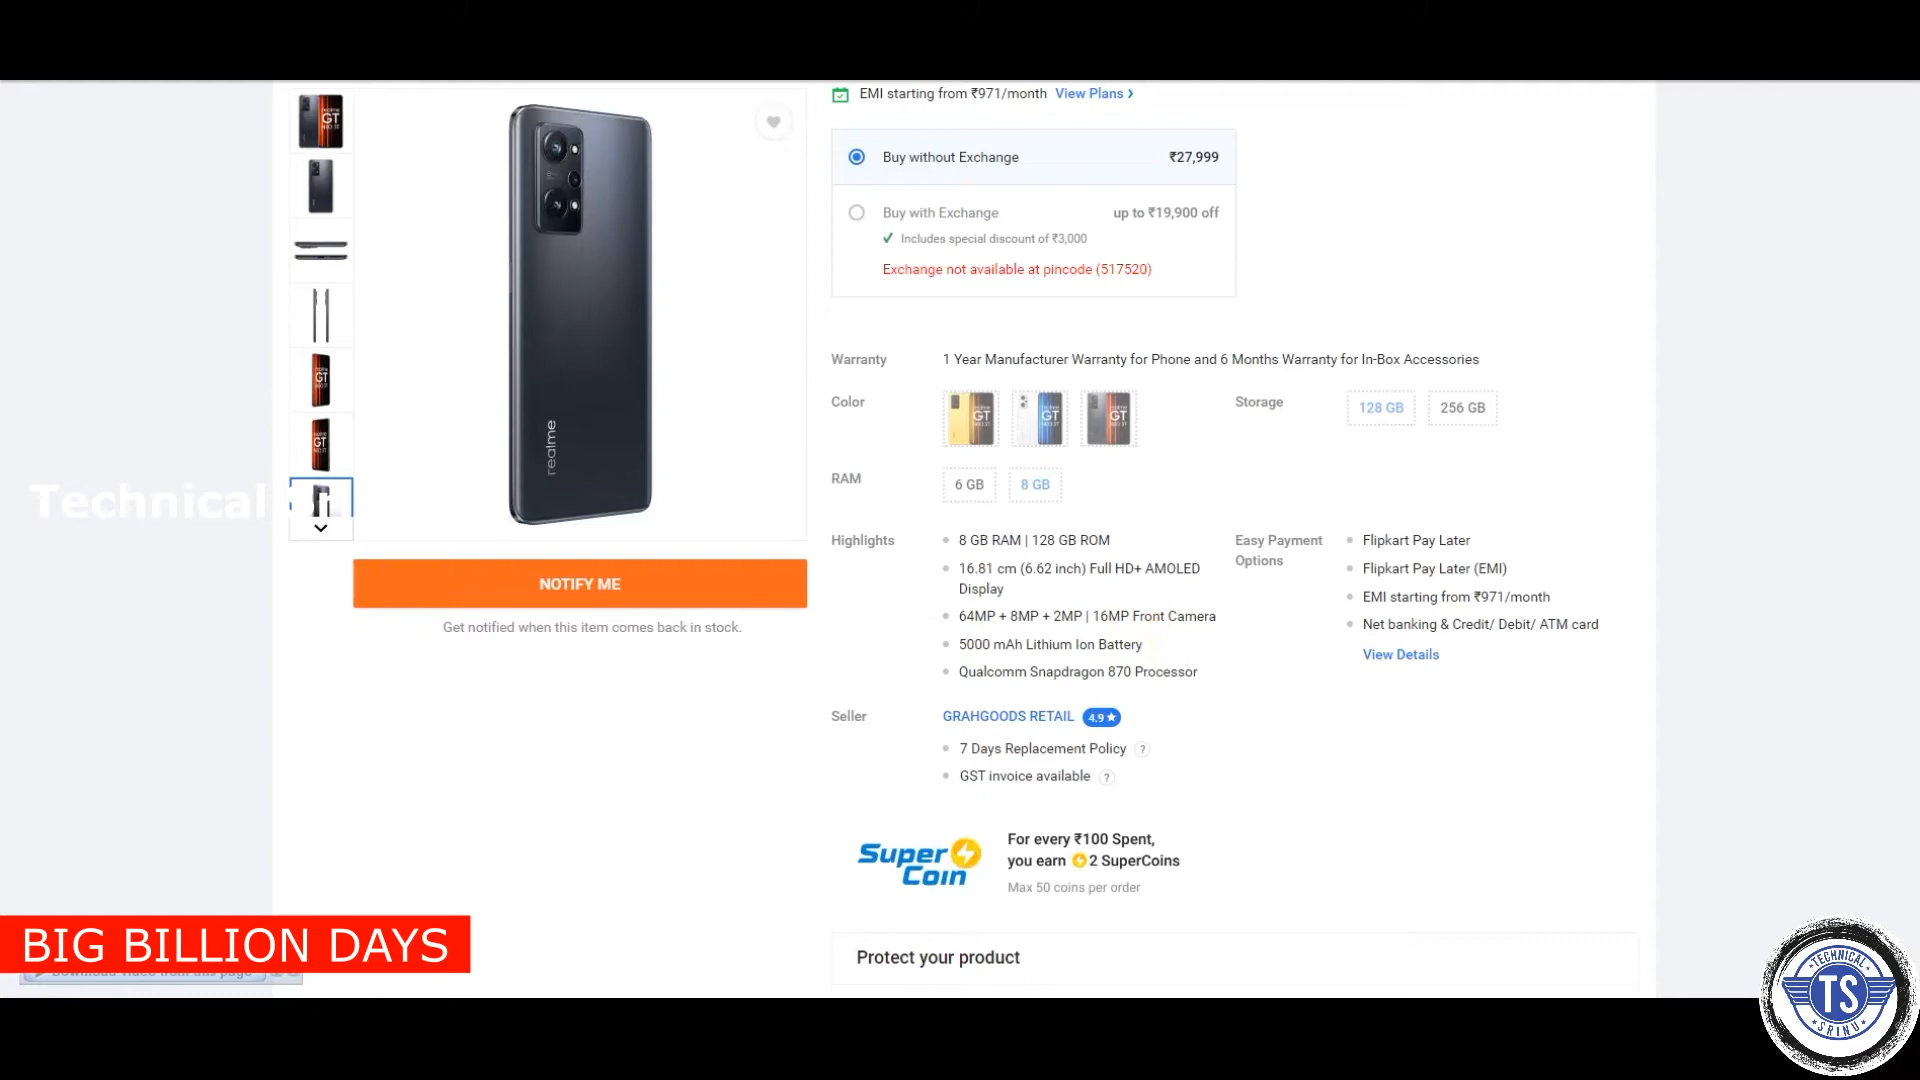 EMI starting from ₹971/month View Plans
Buy without Exchange ₹27,999
Buy with Exchange up to ₹19,900 off
Includes special discount of ₹3,000
Exchange not available at pincode (517520)
realme
Warranty 1 Year Manufacturer Warranty for Phone and 6 Months Warranty for In-Box Accessories
Color
GT
GT
GT
Storage 128 GB 256 GB
RAM 6 GB 8 GB
Technical
NOTIFY ME
Get notified when this item comes back in stock.
Highlights
8 GB RAM | 128 GB ROM
16.81 cm (6.62 inch) Full HD+ AMOLED
Display
64MP + 8MP + 2MP | 16MP Front Camera
5000 mAh Lithium Ion Battery
Qualcomm Snapdragon 870 Processor
Easy Payment
Options
Flipkart Pay Later
Flipkart Pay Later (EMI)
EMI starting from ₹971/month
Net banking & Credit/ Debit/ ATM card
View Details
Seller GRAHGOODS RETAIL 4.9★
7 Days Replacement Policy ?
GST invoice available ?
Super Coin
For every ₹100 Spent,
you earn 2 SuperCoins
Max 50 coins per order
Protect your product
BIG BILLION DAYS
Download video from this page
TECHNICAL
TS
SRINU